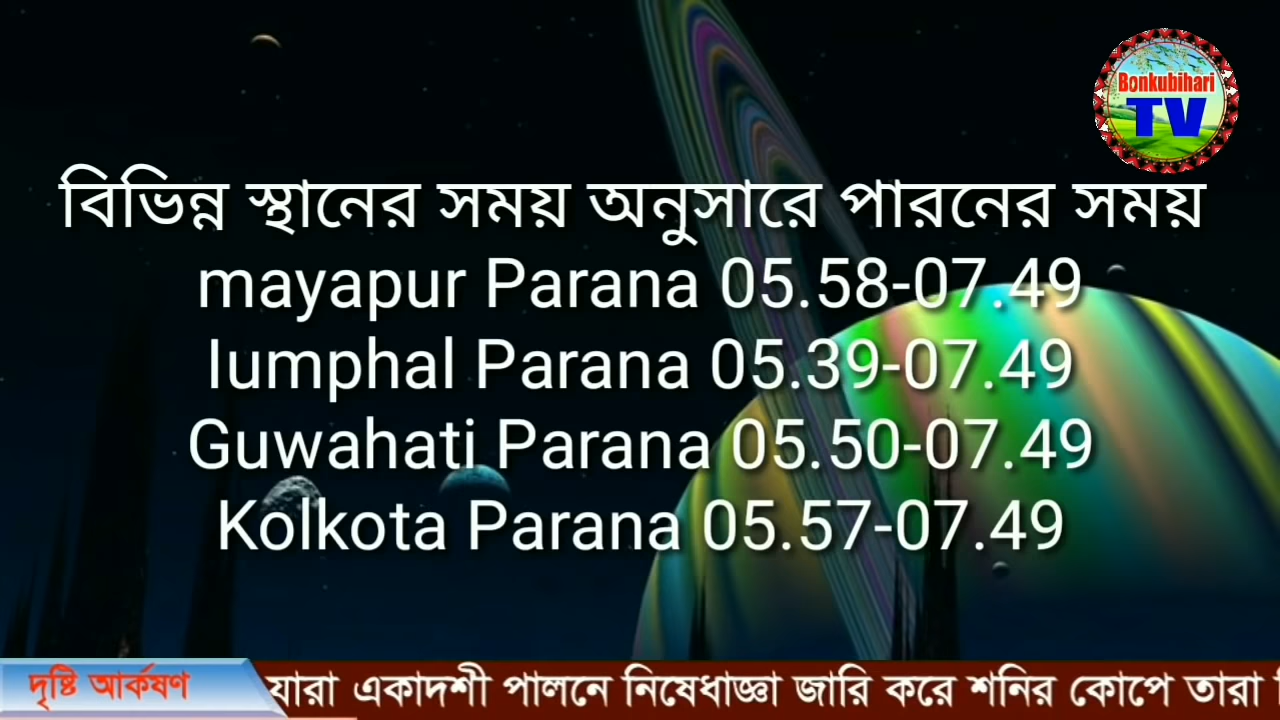 Bonkubihari
TV
বিভিন্ন স্থানের সময় অনুসারে পারনের সময়
mayapur Parana 05.58-07.49
Iumphal Parana 05.39-07.49
Guwahati Parana 05.50-07.49
Kolkota Parana 05.57-07.49
দৃষ্টি আর্কষণ
যারা একাদশী পালনে নিষেধাজ্ঞা জারি করে শনির কোপে তারা